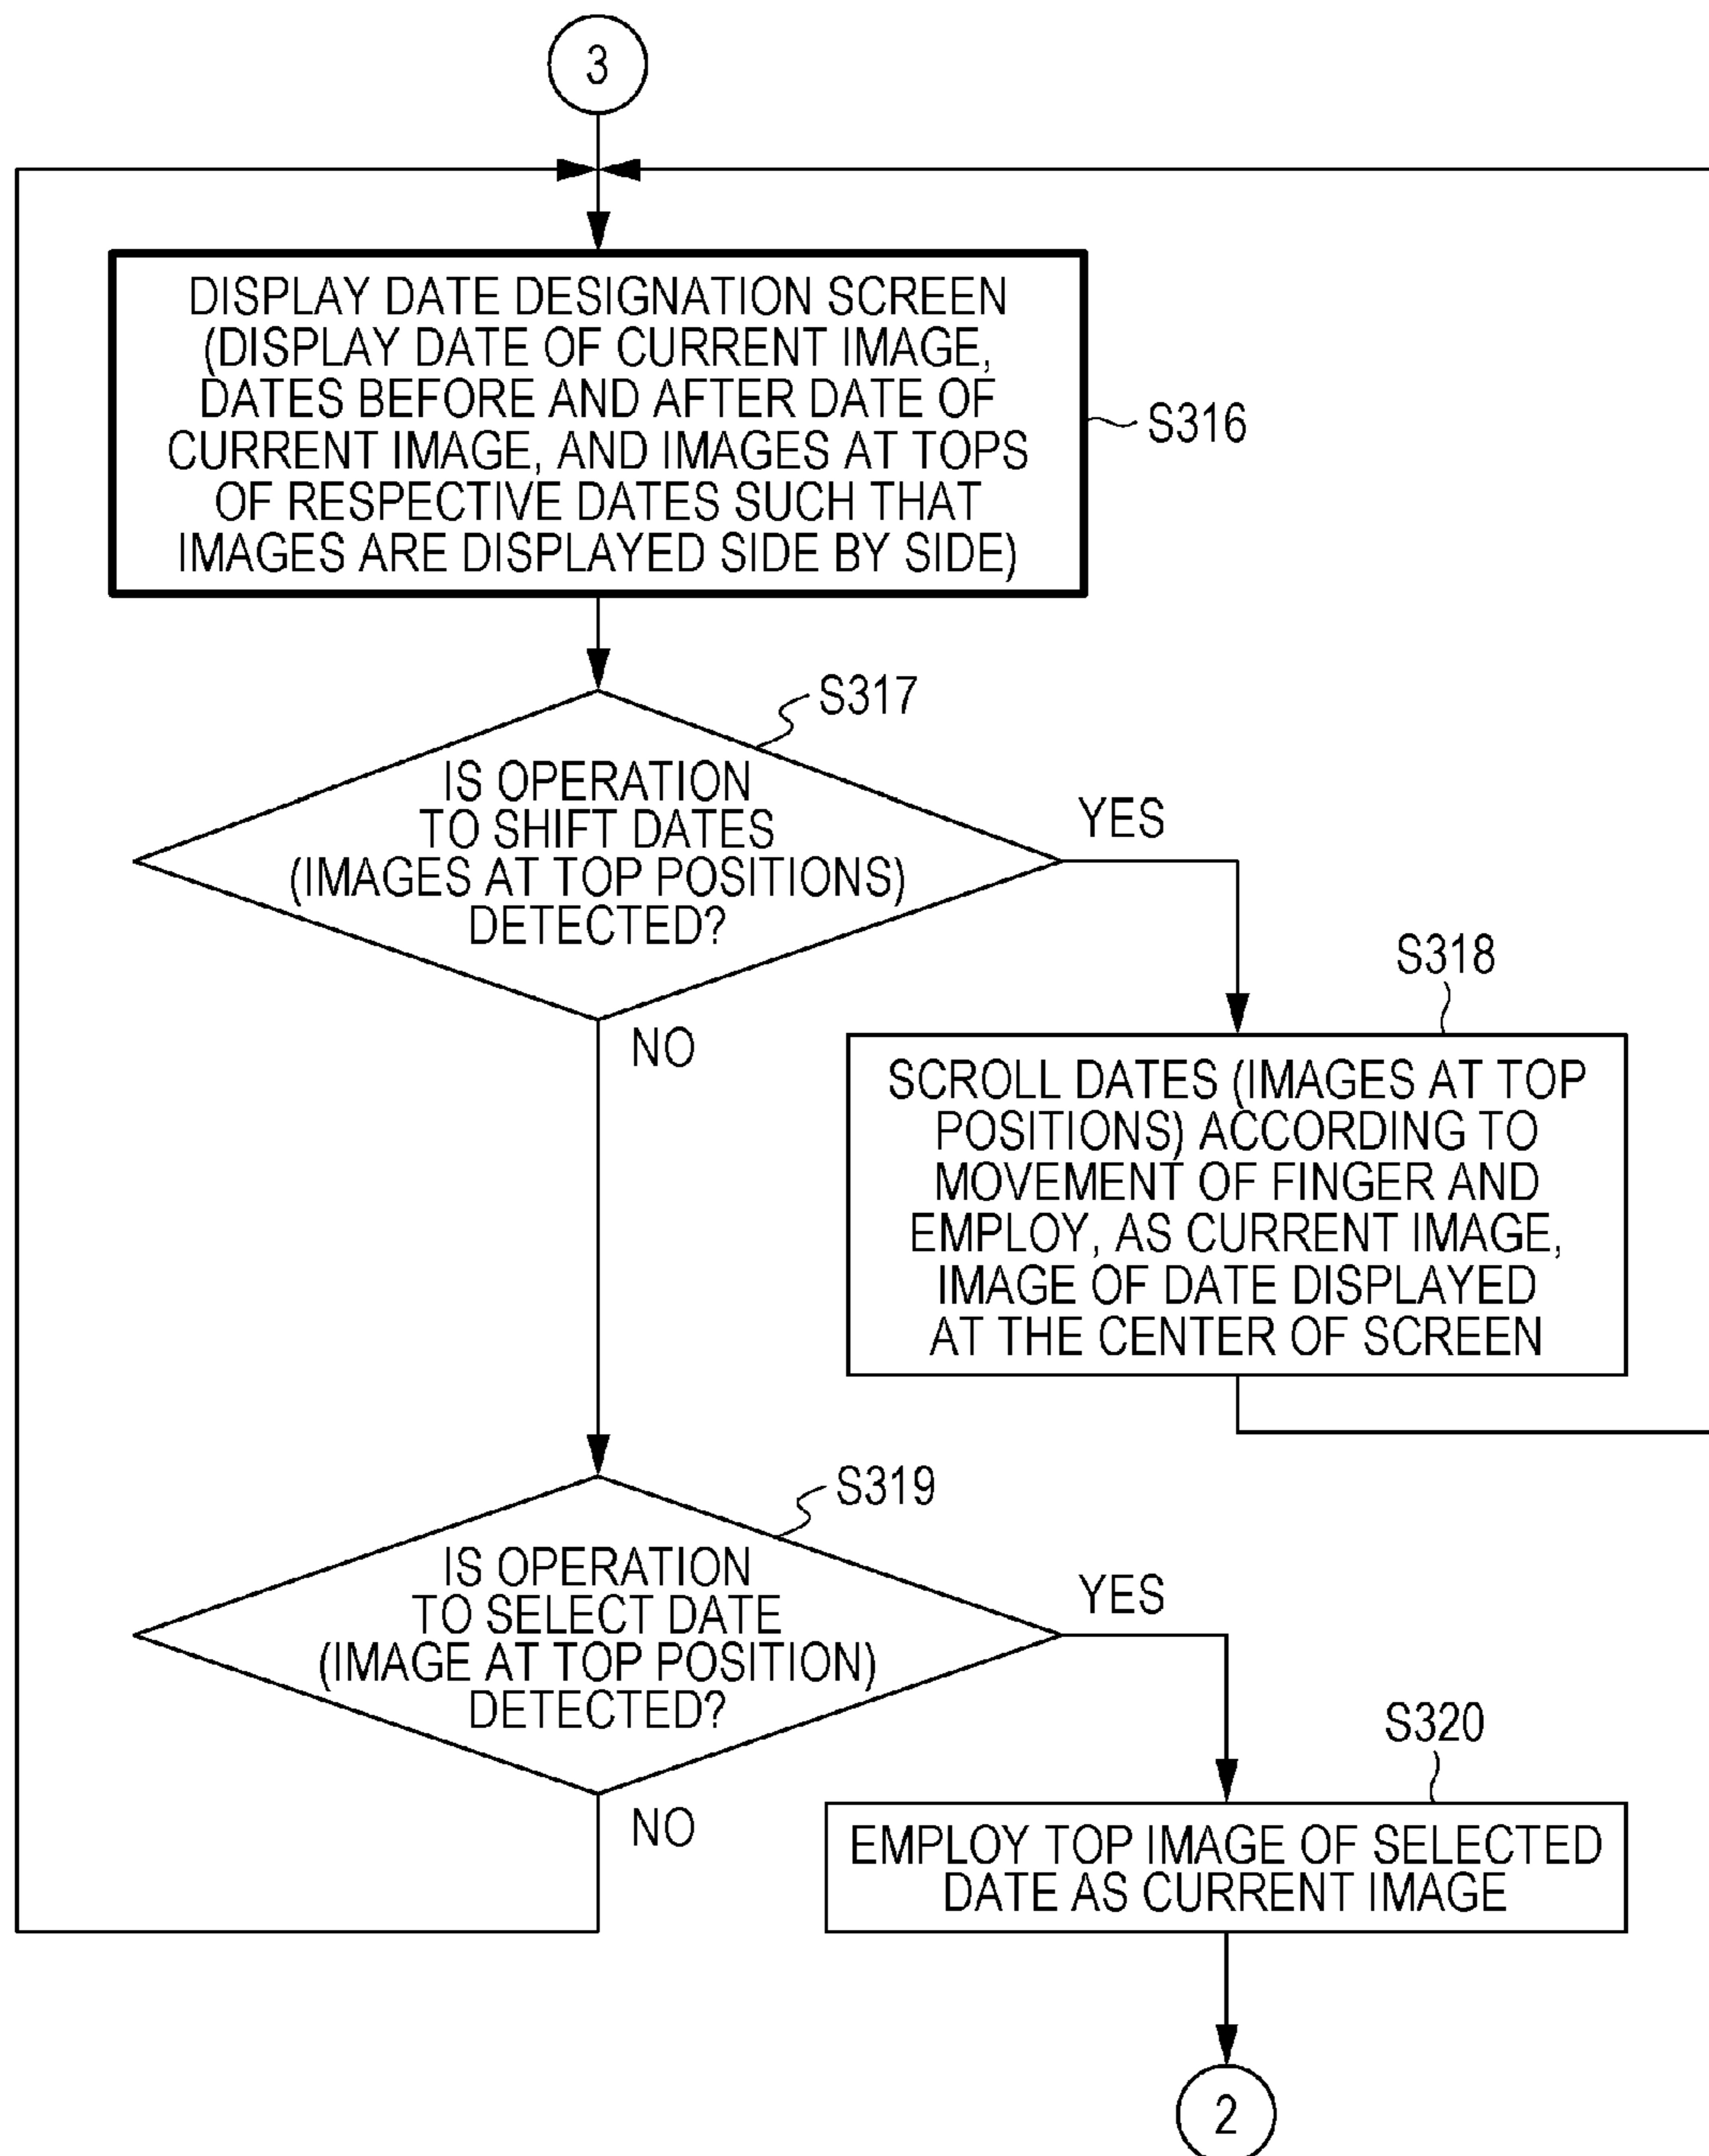 3
DISPLAY DATE DESIGNATION SCREEN
(DISPLAY DATE OF CURRENT IMAGE,
DATES BEFORE AND AFTER DATE OF
CURRENT IMAGE, AND IMAGES AT TOPS
OF RESPECTIVE DATES SUCH THAT
IMAGES ARE DISPLAYED SIDE BY SIDE)
S316
S317
IS OPERATION
TO SHIFT DATES
(IMAGES AT TOP POSITIONS)
DETECTED?
YES
NO
S318
SCROLL DATES (IMAGES AT TOP
POSITIONS) ACCORDING TO
MOVEMENT OF FINGER AND
EMPLOY, AS CURRENT IMAGE,
IMAGE OF DATE DISPLAYED
AT THE CENTER OF SCREEN
S319
IS OPERATION
TO SELECT DATE
(IMAGE AT TOP POSITION)
DETECTED?
YES
NO
S320
EMPLOY TOP IMAGE OF SELECTED
DATE AS CURRENT IMAGE
2